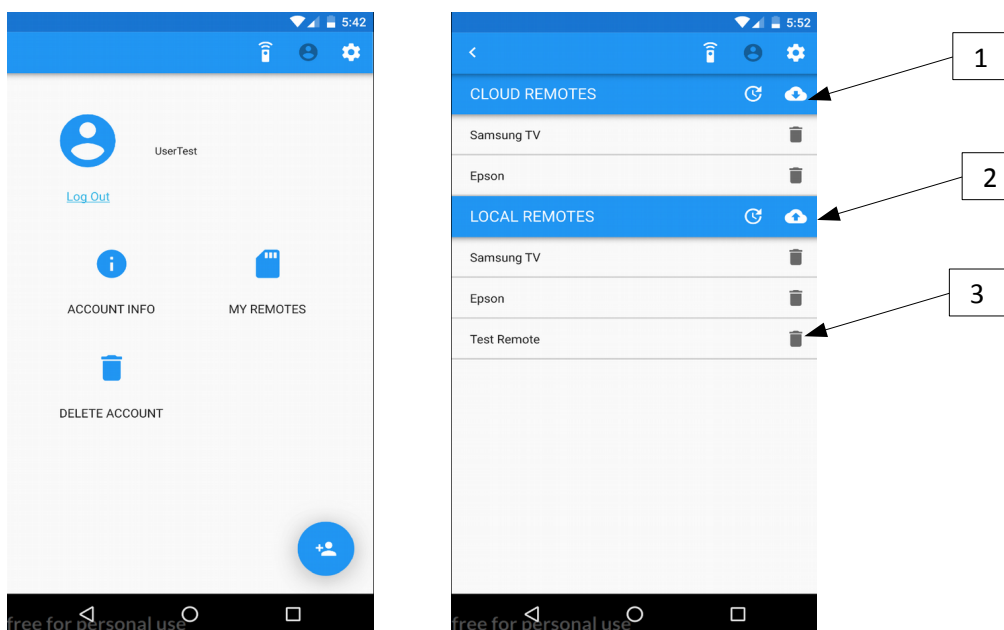 5:42
UserTest
Log Out
ACCOUNT INFO
MY REMOTES
DELETE ACCOUNT
free for personal use
5:52
CLOUD REMOTES
Samsung TV
Epson
LOCAL REMOTES
Samsung TV
Epson
Test Remote
free for personal use
1
2
3